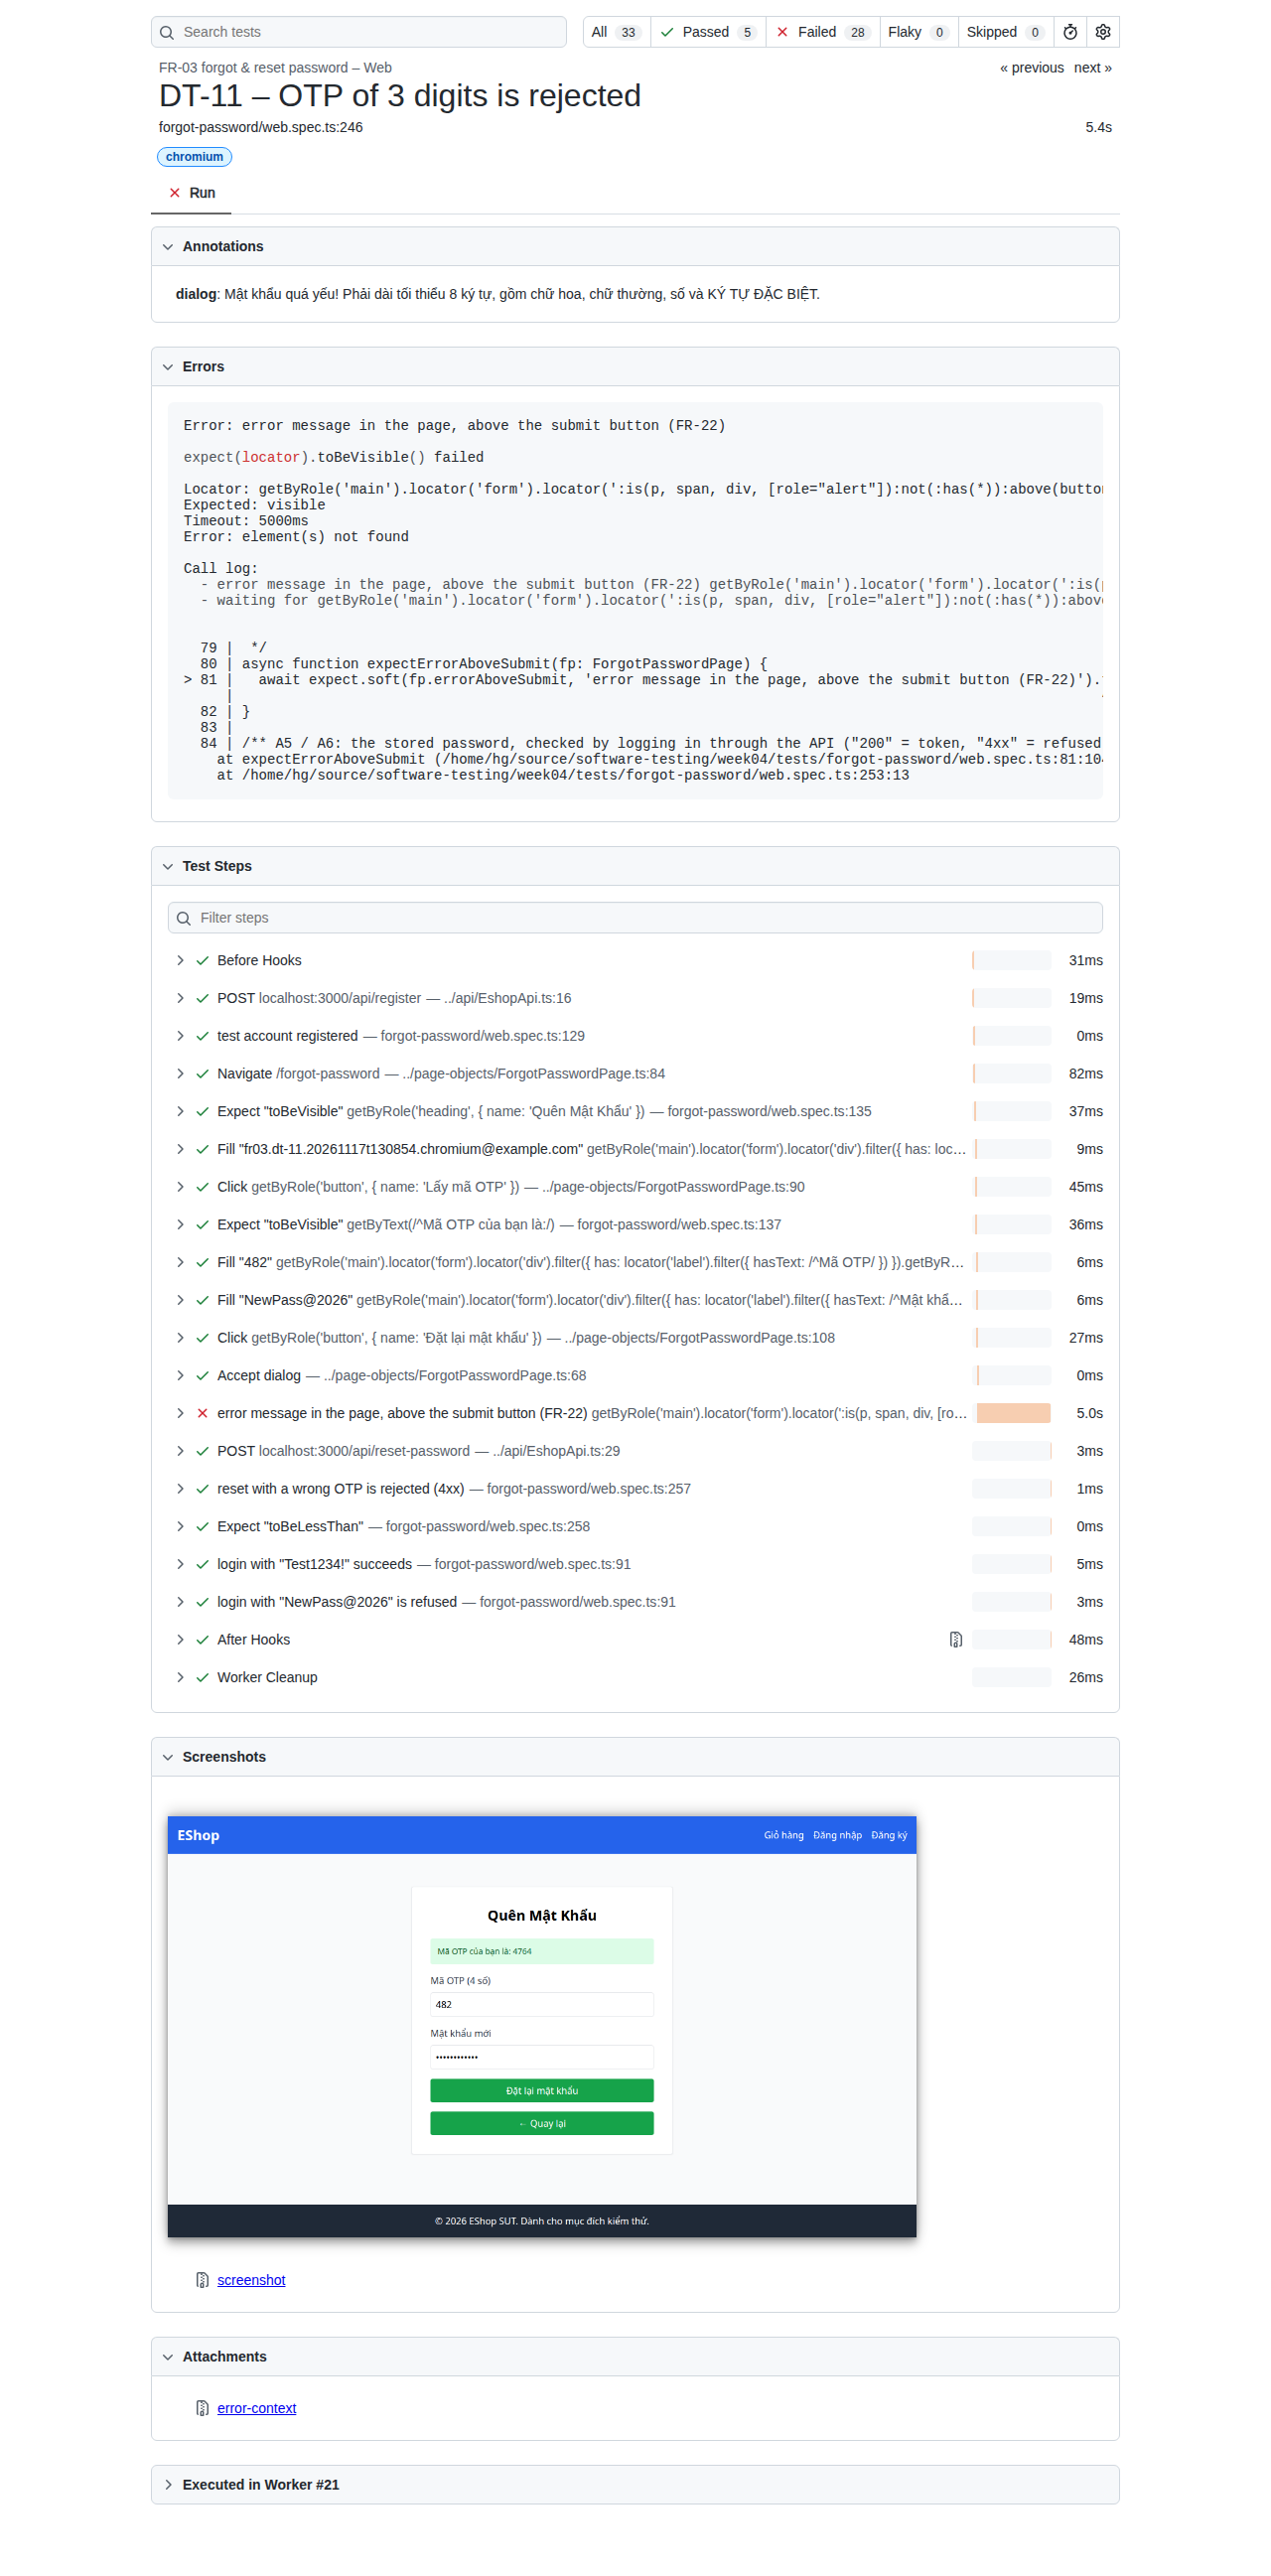 Search tests
All 33 Passed 5 Failed 28 Flaky 0 Skipped 0
FR-03 forgot & reset password – Web
« previous next »
DT-11 – OTP of 3 digits is rejected
forgot-password/web.spec.ts:246
5.4s
chromium
Run
Annotations
dialog: Mật khẩu quá yếu! Phải dài tối thiểu 8 ký tự, gồm chữ hoa, chữ thường, số và KÝ TỰ ĐẶC BIỆT.
Errors
Error: error message in the page, above the submit button (FR-22)
expect(locator).toBeVisible() failed
Locator: getByRole('main').locator('form').locator(':is(p, span, div, [role="alert"]):not(:has(*)):above(button
Expected: visible
Timeout: 5000ms
Error: element(s) not found
Call log:
- error message in the page, above the submit button (FR-22) getByRole('main').locator('form').locator(':is(p
- waiting for getByRole('main').locator('form').locator(':is(p, span, div, [role="alert"]):not(:has(*)):above
79 | */
80 | async function expectErrorAboveSubmit(fp: ForgotPasswordPage) {
> 81 | await expect.soft(fp.errorAboveSubmit, 'error message in the page, above the submit button (FR-22)').
|
82 | }
83 |
84 | /** A5 / A6: the stored password, checked by logging in through the API ("200" = token, "4xx" = refused
at expectErrorAboveSubmit (/home/hg/source/software-testing/week04/tests/forgot-password/web.spec.ts:81:104
at /home/hg/source/software-testing/week04/tests/forgot-password/web.spec.ts:253:13
Test Steps
Filter steps
Before Hooks 31ms
POST localhost:3000/api/register — ../api/EshopApi.ts:16 19ms
test account registered — forgot-password/web.spec.ts:129 0ms
Navigate /forgot-password — ../page-objects/ForgotPasswordPage.ts:84 82ms
Expect "toBeVisible" getByRole('heading', { name: 'Quên Mật Khẩu' }) — forgot-password/web.spec.ts:135 37ms
Fill "fr03.dt-11.20261117t130854.chromium@example.com" getByRole('main').locator('form').locator('div').filter({ has: loc… 9ms
Click getByRole('button', { name: 'Lấy mã OTP' }) — ../page-objects/ForgotPasswordPage.ts:90 45ms
Expect "toBeVisible" getByText(/^Mã OTP của bạn là:/) — forgot-password/web.spec.ts:137 36ms
Fill "482" getByRole('main').locator('form').locator('div').filter({ has: locator('label').filter({ hasText: /^Mã OTP/ }) }).getByR… 6ms
Fill "NewPass@2026" getByRole('main').locator('form').locator('div').filter({ has: locator('label').filter({ hasText: /^Mật khẩ… 6ms
Click getByRole('button', { name: 'Đặt lại mật khẩu' }) — ../page-objects/ForgotPasswordPage.ts:108 27ms
Accept dialog — ../page-objects/ForgotPasswordPage.ts:68 0ms
error message in the page, above the submit button (FR-22) getByRole('main').locator('form').locator(':is(p, span, div, [ro… 5.0s
POST localhost:3000/api/reset-password — ../api/EshopApi.ts:29 3ms
reset with a wrong OTP is rejected (4xx) — forgot-password/web.spec.ts:257 1ms
Expect "toBeLessThan" — forgot-password/web.spec.ts:258 0ms
login with "Test1234!" succeeds — forgot-password/web.spec.ts:91 5ms
login with "NewPass@2026" is refused — forgot-password/web.spec.ts:91 3ms
After Hooks 48ms
Worker Cleanup 26ms
Screenshots
EShop
Giỏ hàng Đăng nhập Đăng ký
Quên Mật Khẩu
Mã OTP của bạn là: 4764
Mã OTP (4 số)
482
Mật khẩu mới
••••••••••••
Đặt lại mật khẩu
← Quay lại
© 2026 EShop SUT. Dành cho mục đích kiểm thử.
screenshot
Attachments
error-context
Executed in Worker #21